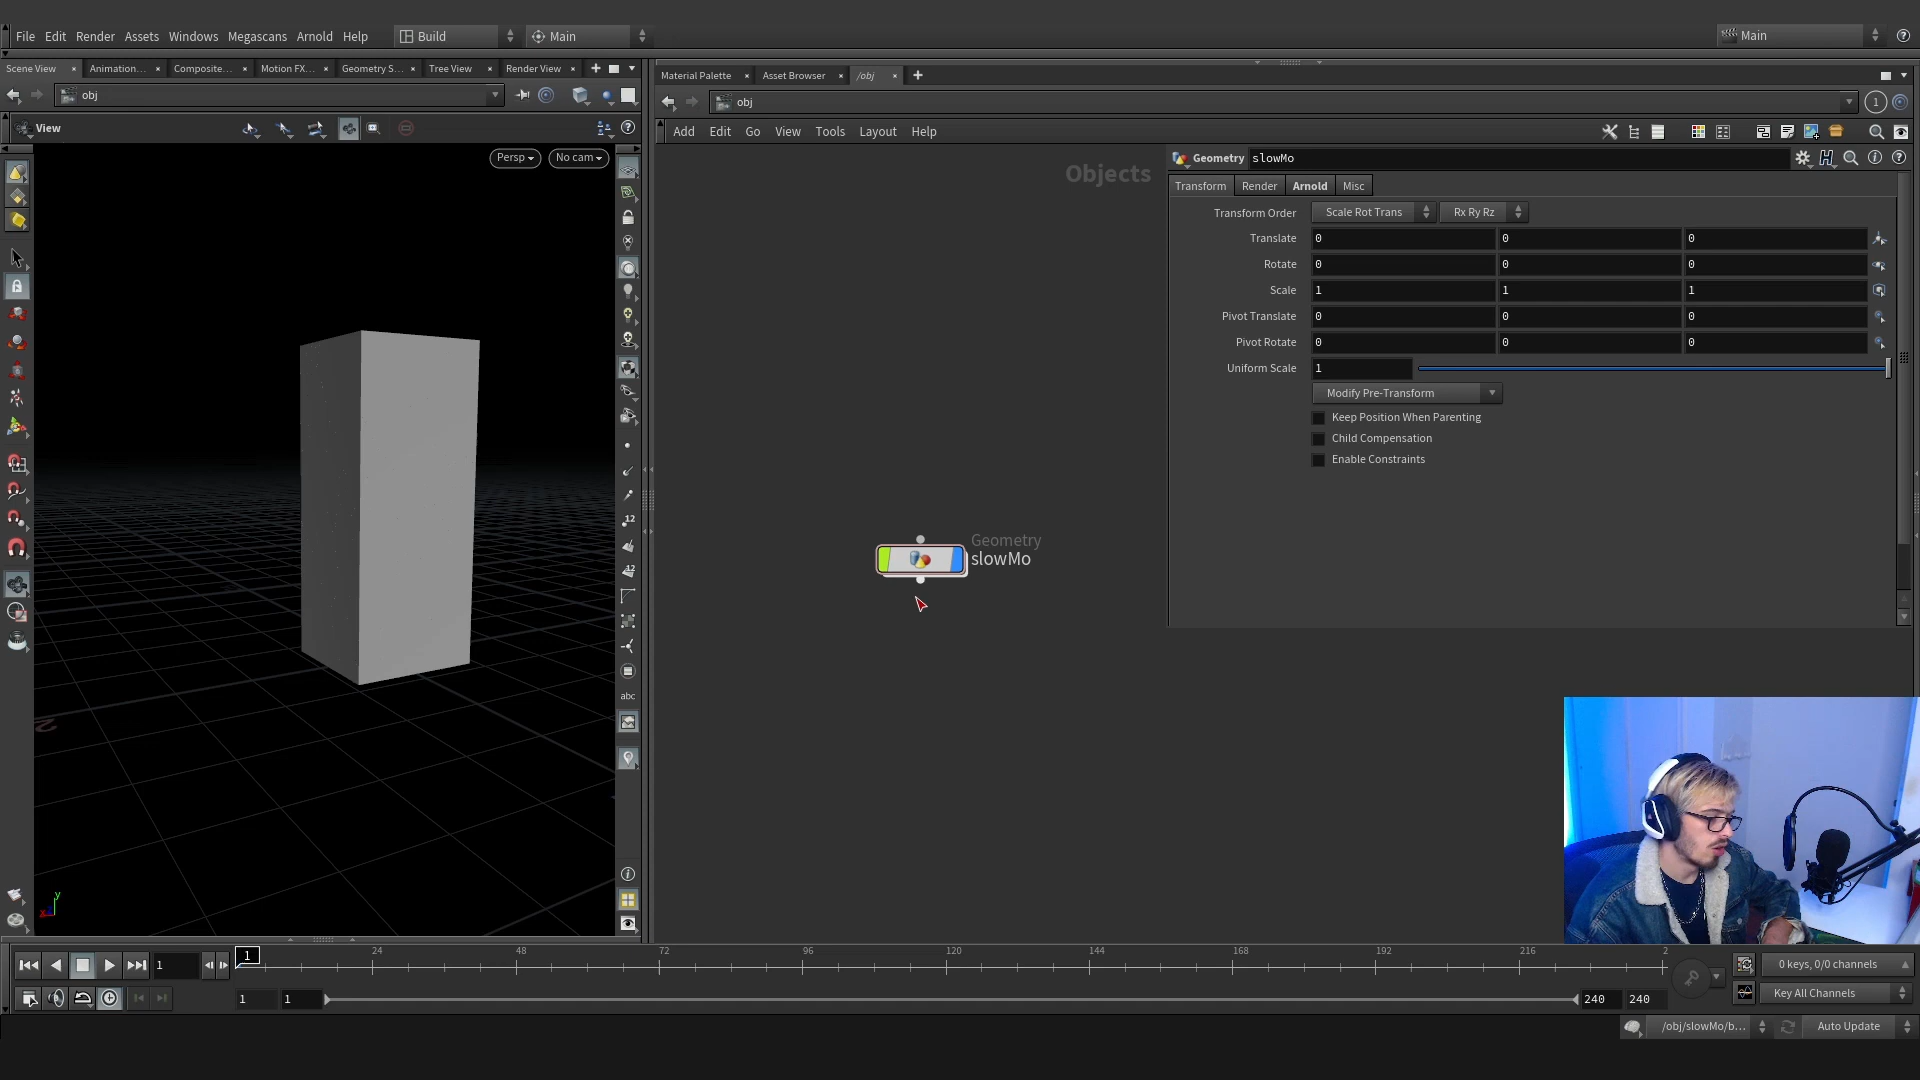 File Edit Render Assets Windows Megascans Arnold Help Build Main Main
Scene View Animation... Composite... Motion FX... Geometry S... Tree View Render View
Material Palette Asset Browser /obj
obj
obj 1
View
Add Edit Go View Tools Layout Help
Persp No cam
Objects
Geometry slowMo
Transform Render Arnold Misc
Transform Order Scale Rot Trans Rx Ry Rz
Translate 0 0 0
Rotate 0 0 0
Scale 1 1 1
Pivot Translate 0 0 0
Pivot Rotate 0 0 0
Uniform Scale 1
Modify Pre-Transform
Keep Position When Parenting
Child Compensation
Enable Constraints
12
Geometry
slowMo
12
abc
2
y
x
1 1 24 48 72 96 120 144 168 192 216 2
0 keys, 0/0 channels
1 1 240 240
Key All Channels
/obj/slowMo/b... Auto Update